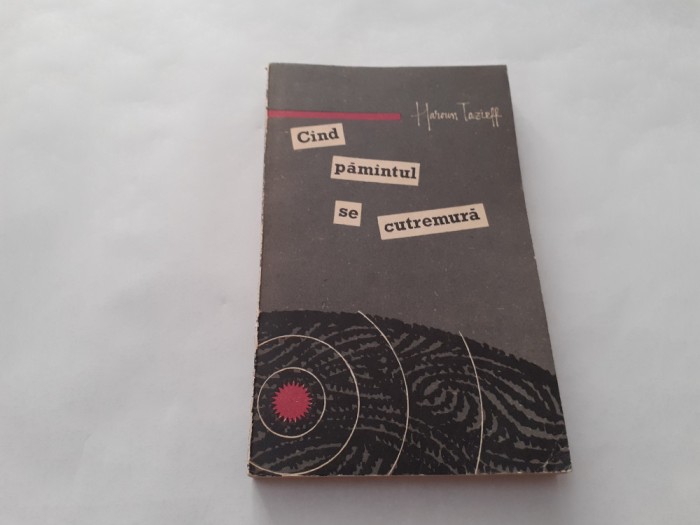 Haroun Tazieff
Cind
pămintul
se
cutremură